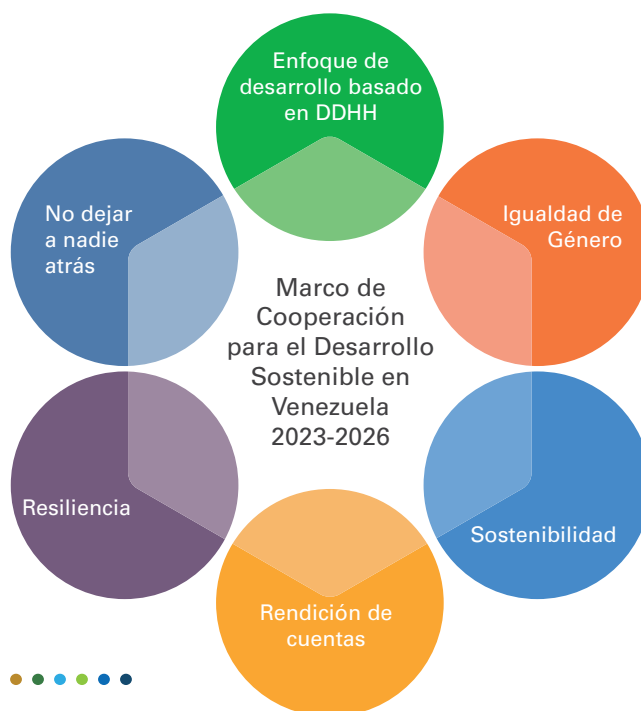 Enfoque de
desarrollo basado
en DDHH
No dejar
a nadie
atrás
Igualdad de
Género
Marco de
Cooperación
para el Desarrollo
Sostenible en
Venezuela
2023-2026
Resiliencia
Sostenibilidad
Rendición de
cuentas